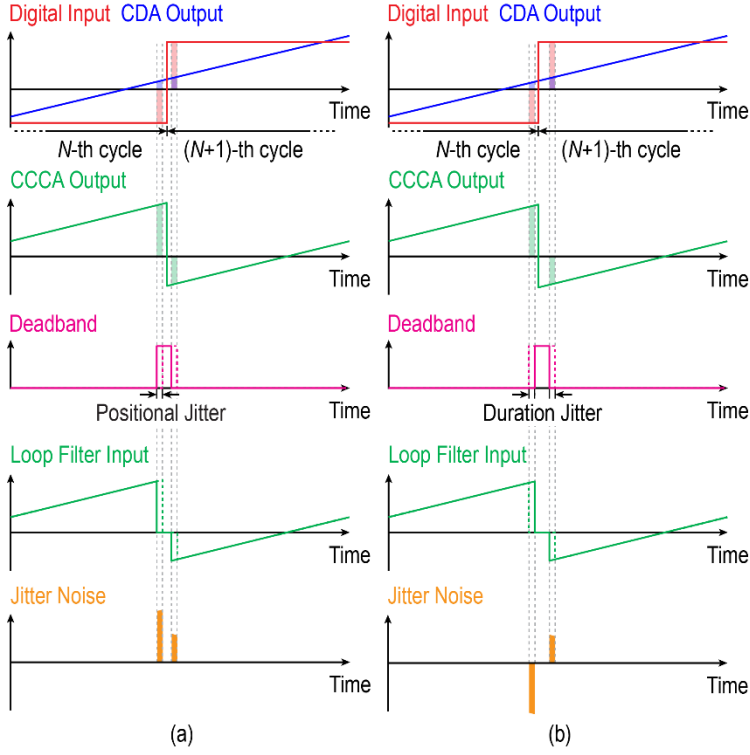 Digital Input CDA Output
Time
N-th cycle (N+1)-th cycle
CCCA Output
Time
Deadband
Positional Jitter
Time
Loop Filter Input
Time
Jitter Noise
Time
(a)
Digital Input CDA Output
Time
N-th cycle (N+1)-th cycle
CCCA Output
Time
Deadband
Duration Jitter
Time
Loop Filter Input
Time
Jitter Noise
Time
(b)